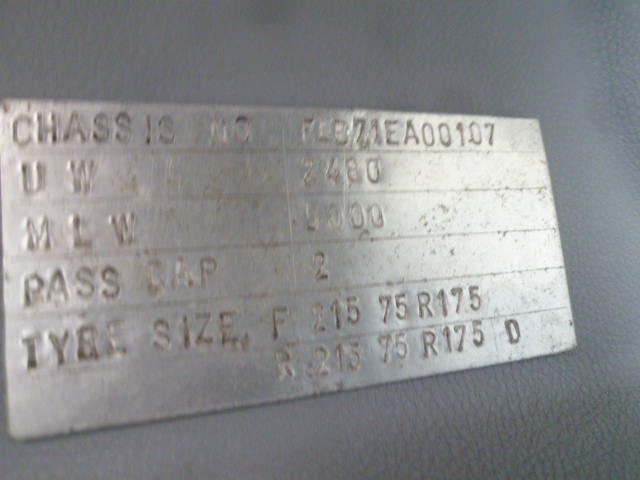 CHASSIS NO FEB71EA00107
U W 2480
M L W
PASS CAP 2
TYRE SIZE F 215 75 R175
R 215 75 R175 D